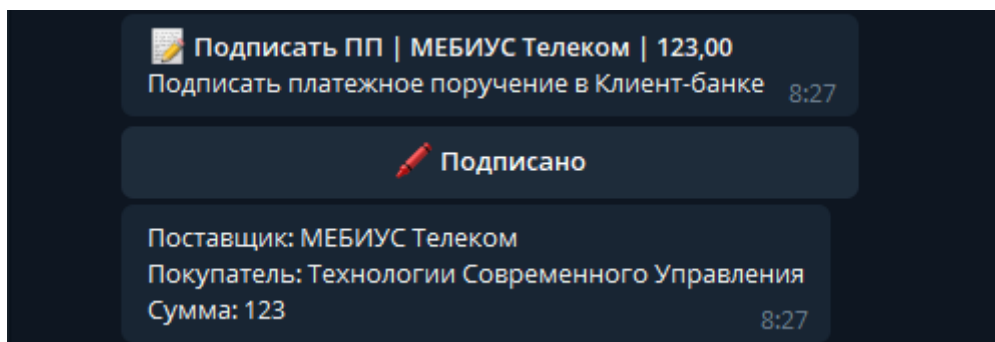 📝 Подписать ПП | МЕБИУС Телеком | 123,00
Подписать платежное поручение в Клиент-банке 8:27
🖍 Подписано
Поставщик: МЕБИУС Телеком
Покупатель: Технологии Современного Управления
Сумма: 123 8:27